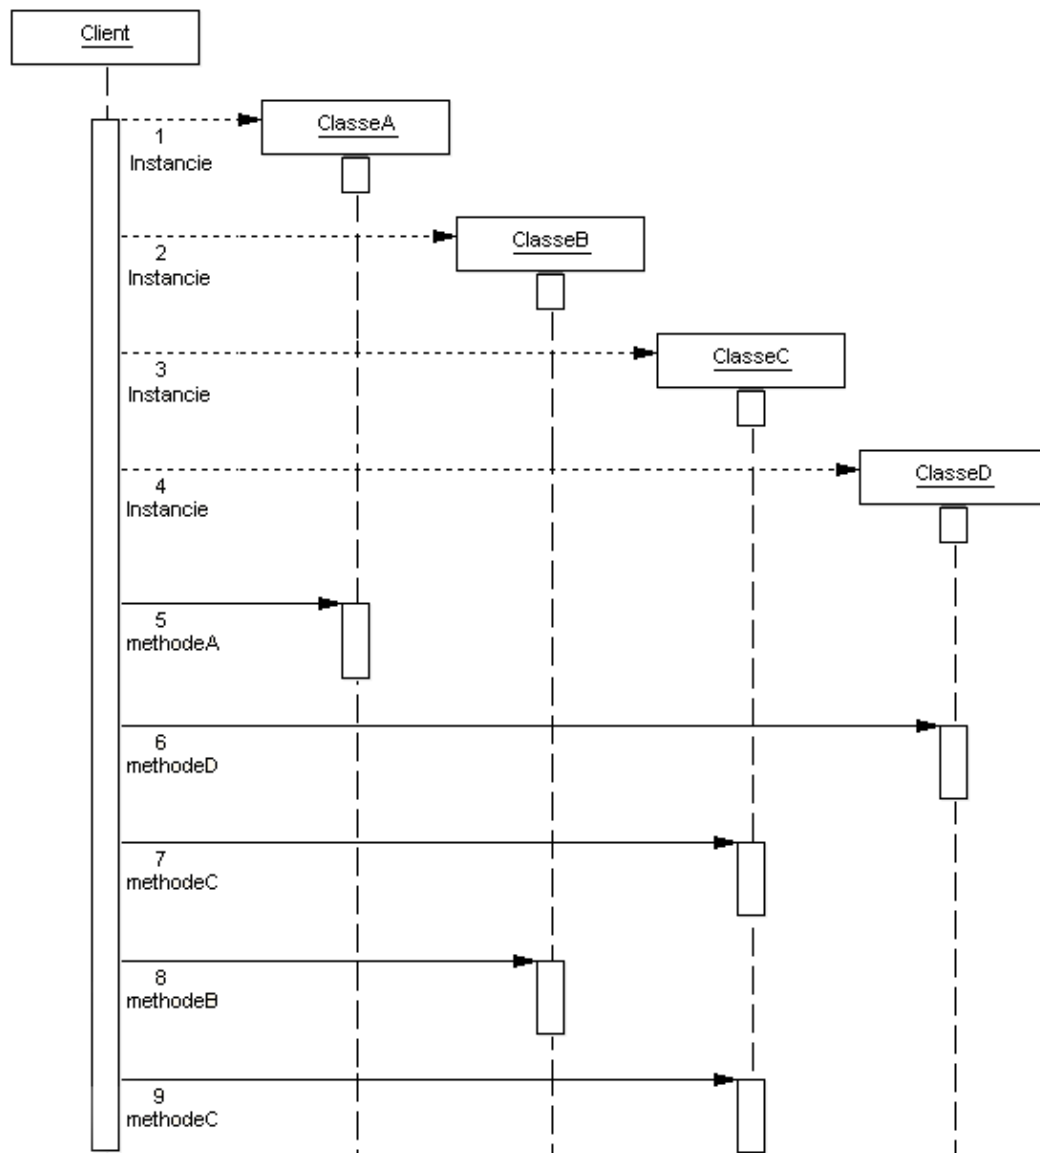 Client
ClasseA
1
Instancie
ClasseB
2
Instancie
ClasseC
3
Instancie
ClasseD
4
Instancie
5
methodeA
6
methodeD
7
methodeC
8
methodeB
9
methodeC